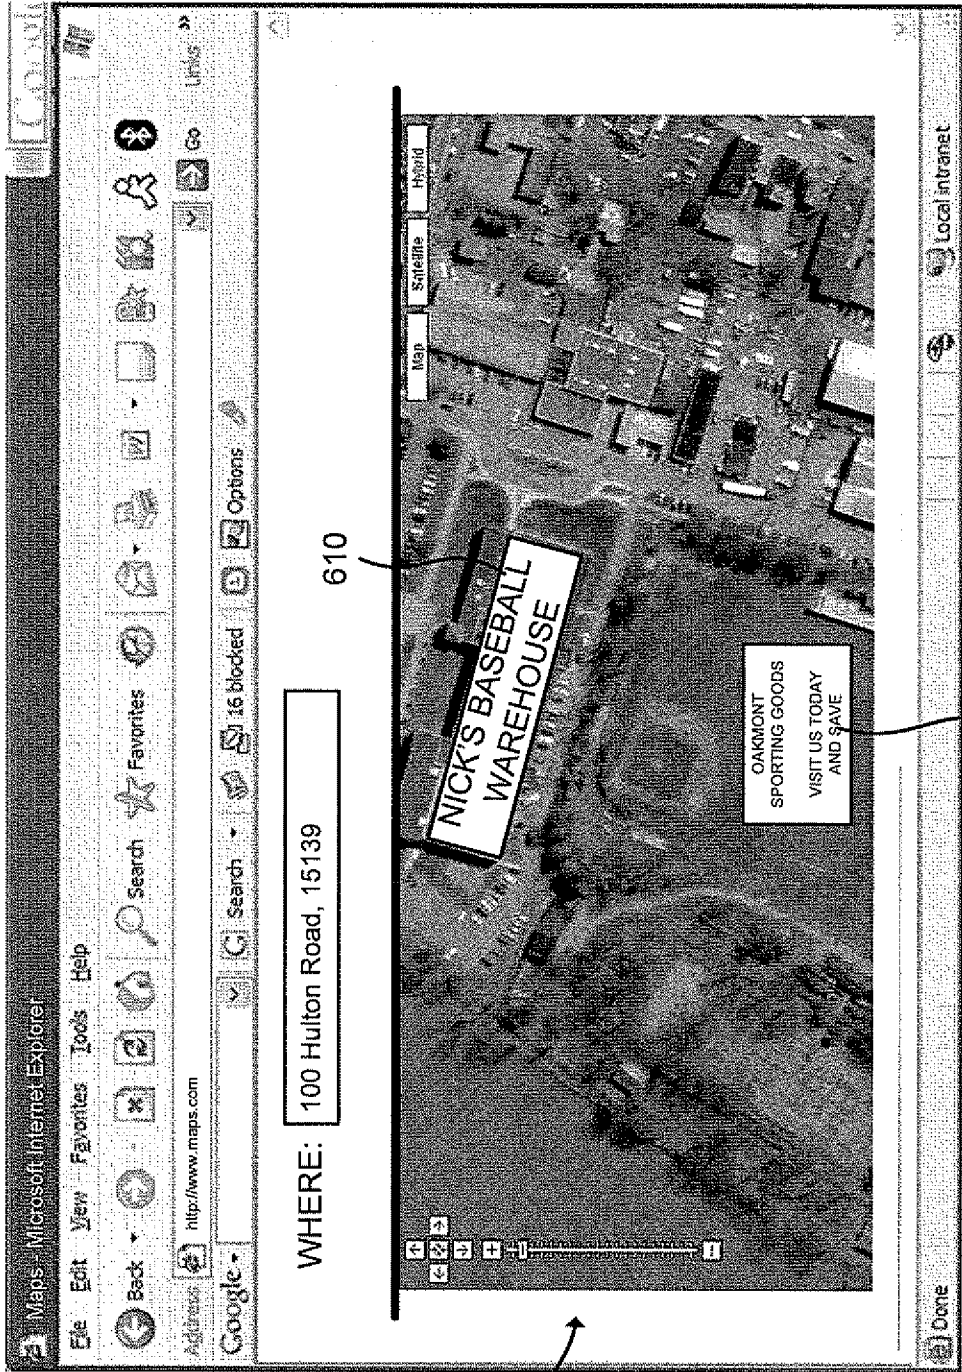 Maps - Microsoft Internet Explorer
File Edit View Favorites Tools Help
Back Search Favorites
Address http://www.maps.com Go Links »
Google Search 16 blocked Options
WHERE: 100 Hulton Road, 15139
610
Map Satellite Hybrid
NICK'S BASEBALL
WAREHOUSE
OAKMONT
SPORTING GOODS
VISIT US TODAY
AND SAVE
Done Local intranet